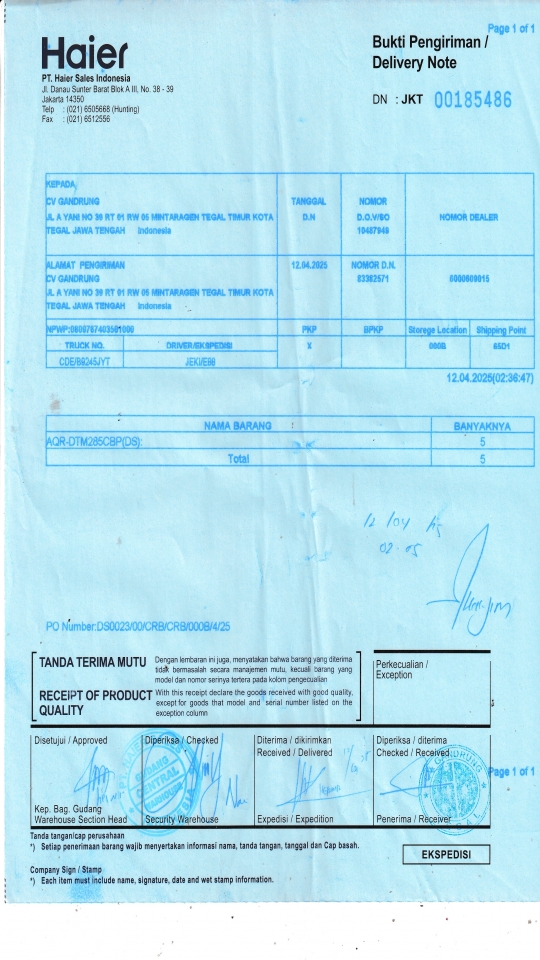 Page 1 of 1
Haier
Bukti Pengiriman /
Delivery Note
PT. Haier Sales Indonesia
Jl. Danau Sunter Barat Blok A III, No. 38 - 39
Jakarta 14350
Telp : (021) 6505668 (Hunting)
Fax : (021) 6512556
DN : JKT 00185486
KEPADA,
CV GANDRUNG
JL A YANI NO 39 RT 01 RW 05 MINTARAGEN TEGAL TIMUR KOTA
TEGAL JAWA TENGAH Indonesia
TANGGAL
D.N
NOMOR
D.O.V/SO
10487948
NOMOR DEALER
ALAMAT PENGIRIMAN
CV GANDRUNG
JL A YANI NO 39 RT 01 RW 05 MINTARAGEN TEGAL TIMUR KOTA
TEGAL JAWA TENGAH Indonesia
12.04.2025
NOMOR D.N.
83382571
NPWP:
PKP
BPKP
Storege Location
Shipping Point
TRUCK NO.
DRIVER/EKSPEDISI
X
000B
65D1
CDE/B9245JYT
JEKI/E98
12.04.2025(02:36:47)
NAMA BARANG
BANYAKNYA
AQR-DTM285CBP(DS):
5
Total
5
12/04
02.05
PO Number:DS0023/00/CRB/CRB/000B/4/25
TANDA TERIMA MUTU
Dengan lembaran ini juga, menyatakan bahwa barang yang diterima
tidak bermasalah secara manajemen mutu, kecuali barang yang
model dan nomor serinya tertera pada kolom pengecualian
RECEIPT OF PRODUCT
QUALITY
With this receipt declare the goods received with good quality,
except for goods that model and serial number listed on the
exception column
Perkecualian /
Exception
Disetujui / Approved
Diperiksa / Checked
Diterima / dikirimkan
Received / Delivered
Diperiksa / diterima
Checked / Received
GUDANG
CENTRAL
WAREHOUSE
GANDRUNG
Page 1 of 1
Kep. Bag. Gudang
Warehouse Section Head
Security Warehouse
Expedisi / Expedition
Penerima / Receiver
Tanda tangan/cap perusahaan
*) Setiap penerimaan barang wajib menyertakan informasi nama, tanda tangan, tanggal dan Cap basah.
EKSPEDISI
Company Sign / Stamp
*) Each item must include name, signature, date and wet stamp information.